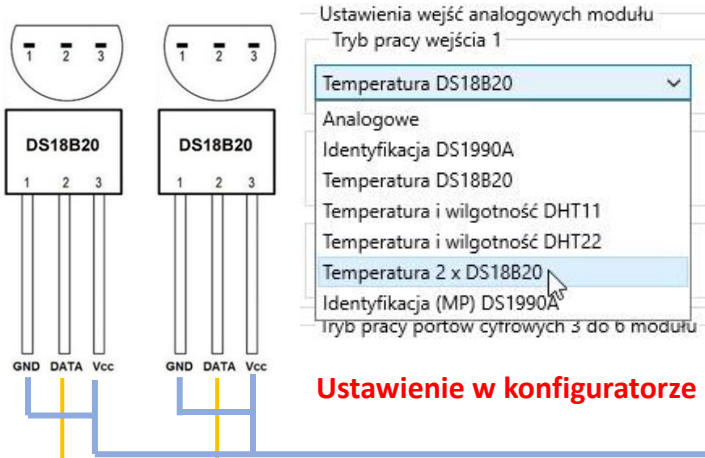 1 2 3
DS18B20
1 2 3
GND DATA Vcc
1 2 3
DS18B20
1 2 3
GND DATA Vcc
Ustawienia wejść analogowych modułu
Tryb pracy wejścia 1
Temperatura DS18B20
Analogowe
Identyfikacja DS1990A
Temperatura DS18B20
Temperatura i wilgotność DHT11
Temperatura i wilgotność DHT22
Temperatura 2 x DS18B20
Identyfikacja (MP) DS1990A
Tryb pracy portów cyfrowych 3 do 6 modułu
Ustawienie w konfiguratorze